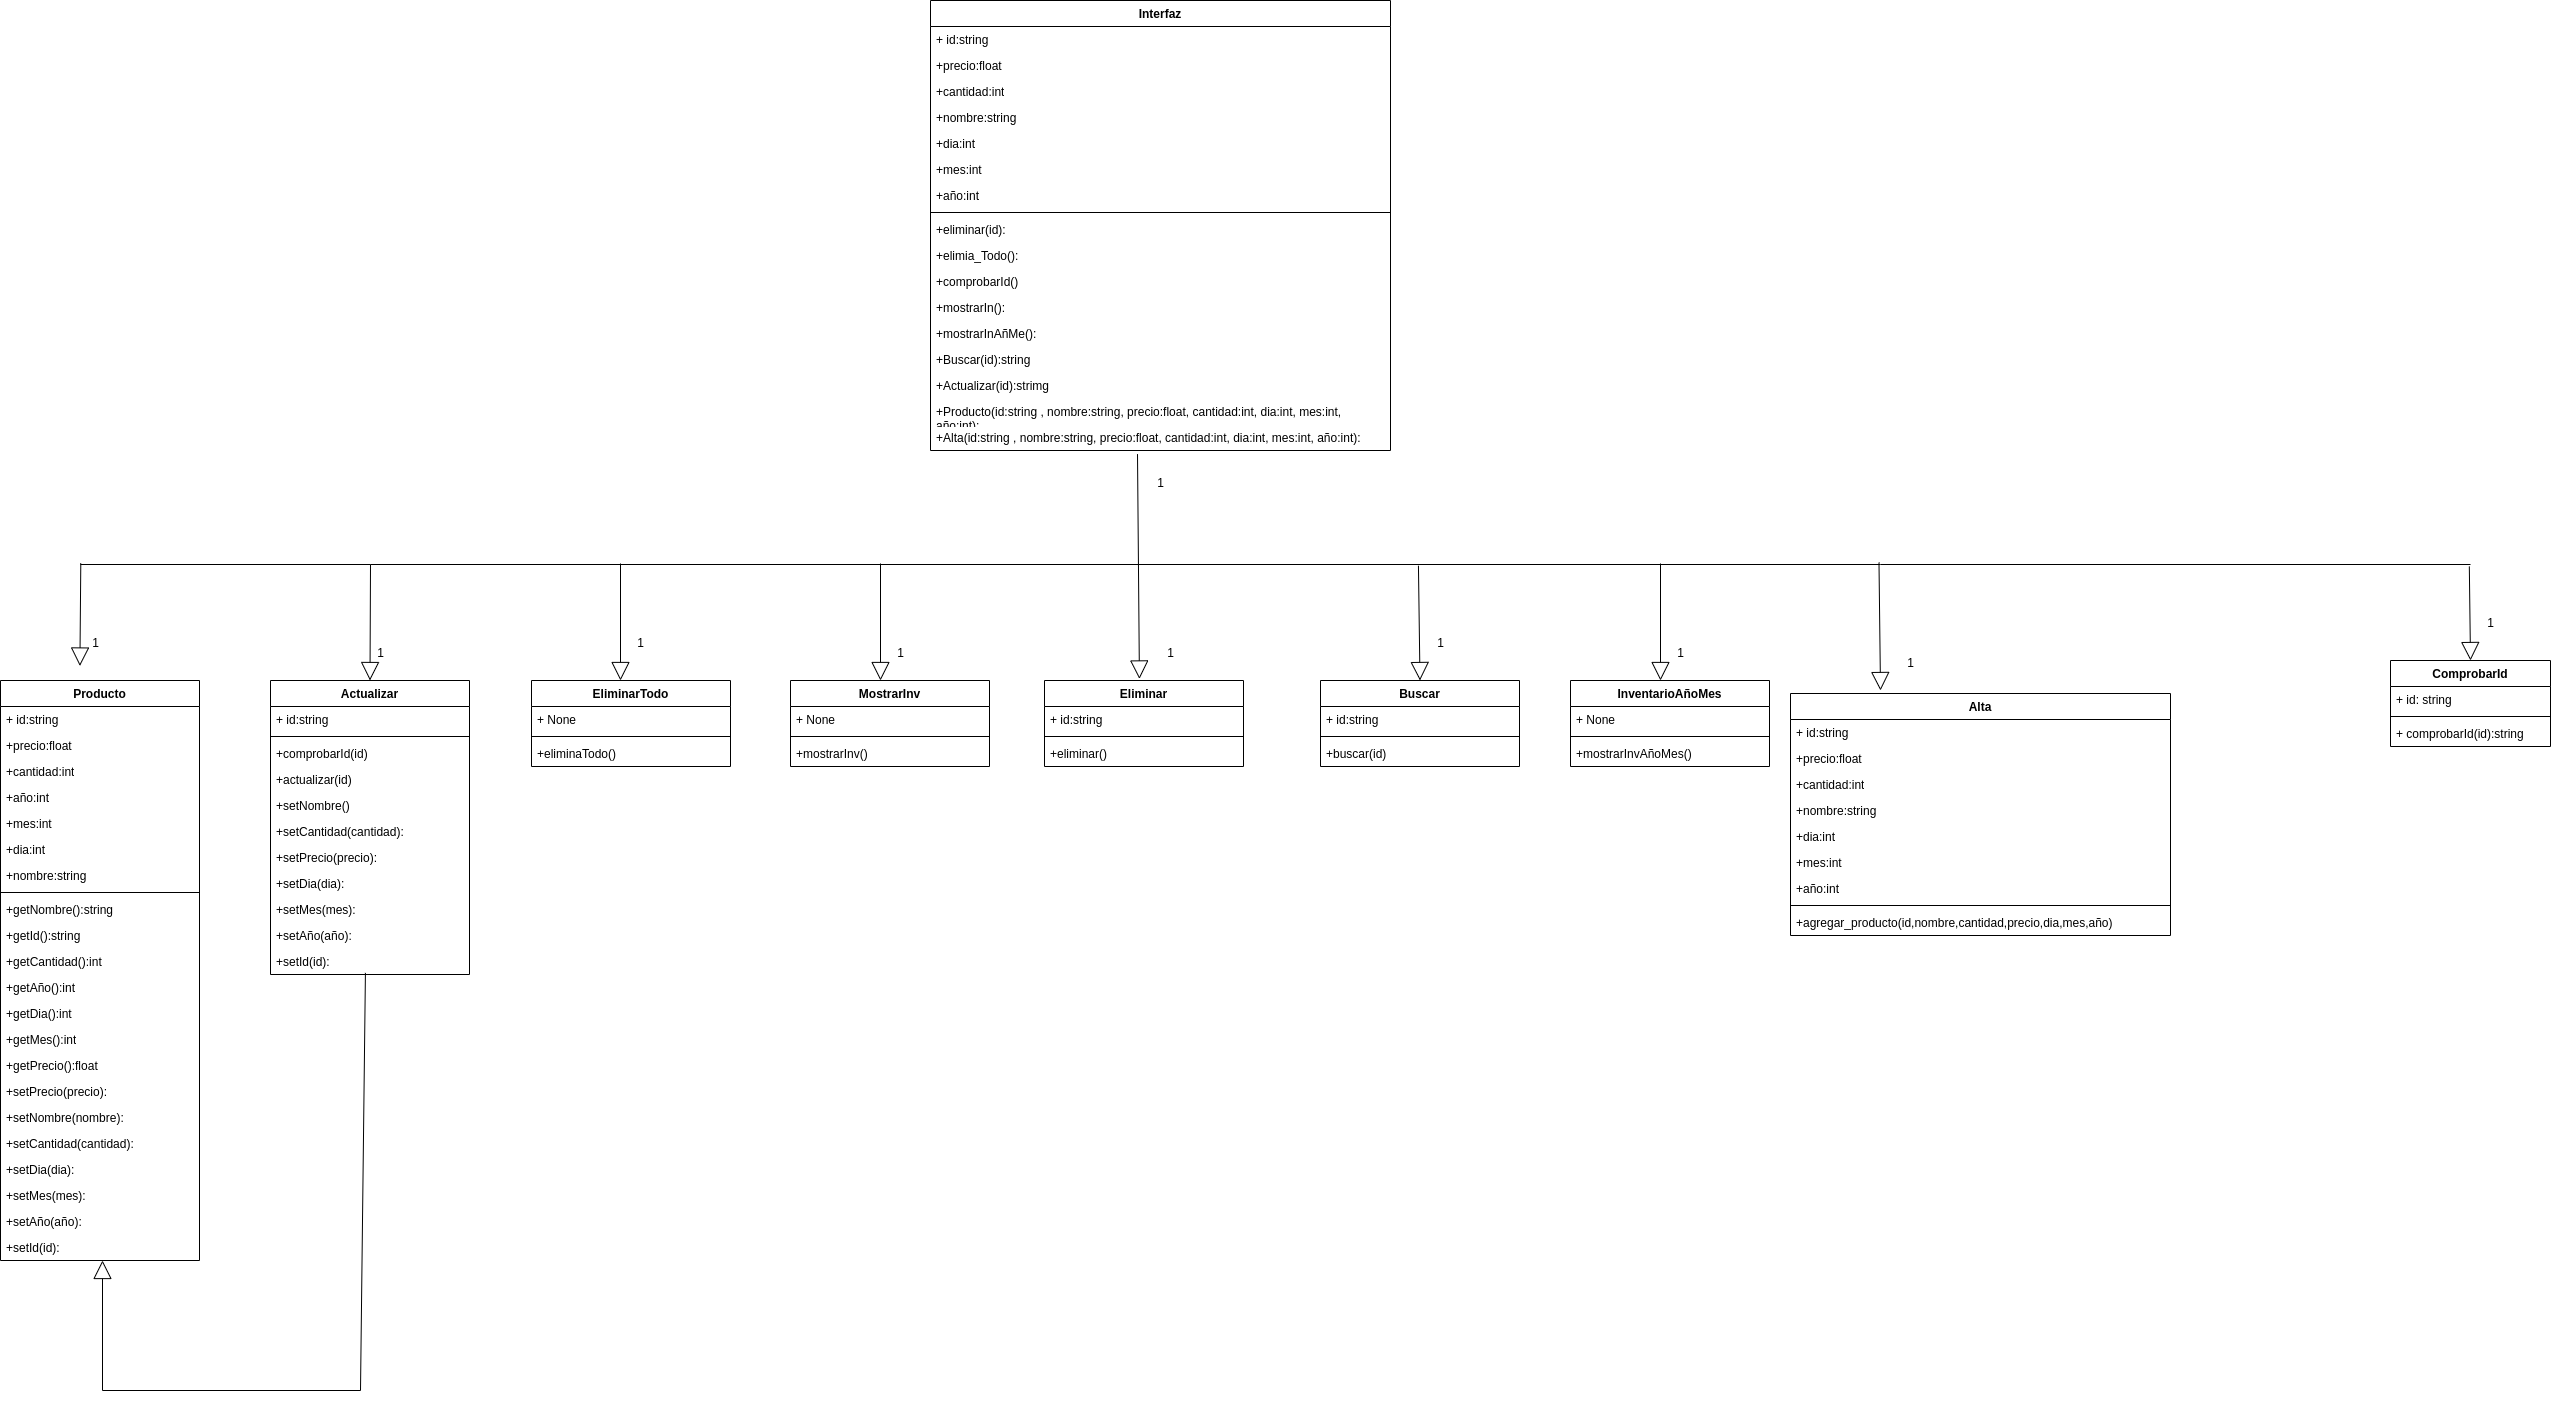 Interfaz
+ id:string
+precio:float
+cantidad:int
+nombre:string
+dia:int
+mes:int
+año:int
+eliminar(id):
+elimia_Todo():
+comprobarId()
+mostrarIn():
+mostrarInAñMe():
+Buscar(id):string
+Actualizar(id):strimg
+Producto(id:string , nombre:string, precio:float, cantidad:int, dia:int, mes:int,
año:int):
+Alta(id:string , nombre:string, precio:float, cantidad:int, dia:int, mes:int, año:int):
1
1
1
1
1
1
1
1
1
1
Producto
+ id:string
+precio:float
+cantidad:int
+año:int
+mes:int
+dia:int
+nombre:string
+getNombre():string
+getId():string
+getCantidad():int
+getAño():int
+getDia():int
+getMes():int
+getPrecio():float
+setPrecio(precio):
+setNombre(nombre):
+setCantidad(cantidad):
+setDia(dia):
+setMes(mes):
+setAño(año):
+setId(id):
Actualizar
+ id:string
+comprobarId(id)
+actualizar(id)
+setNombre()
+setCantidad(cantidad):
+setPrecio(precio):
+setDia(dia):
+setMes(mes):
+setAño(año):
+setId(id):
EliminarTodo
+ None
+eliminaTodo()
MostrarInv
+ None
+mostrarInv()
Eliminar
+ id:string
+eliminar()
Buscar
+ id:string
+buscar(id)
InventarioAñoMes
+ None
+mostrarInvAñoMes()
Alta
+ id:string
+precio:float
+cantidad:int
+nombre:string
+dia:int
+mes:int
+año:int
+agregar_producto(id,nombre,cantidad,precio,dia,mes,año)
ComprobarId
+ id: string
+ comprobarId(id):string